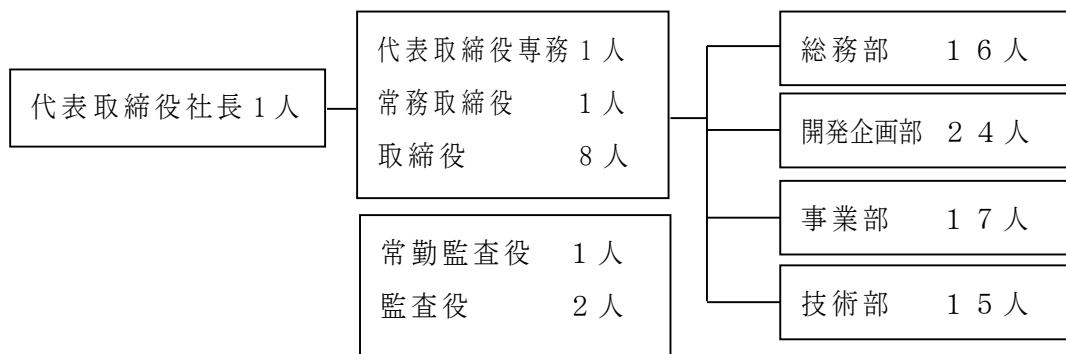 代表取締役社長1人
代表取締役専務1人
常務取締役 1人
取締役 8人
常勤監査役 1人
監査役 2人
総務部 16人
開発企画部 24人
事業部 17人
技術部 15人